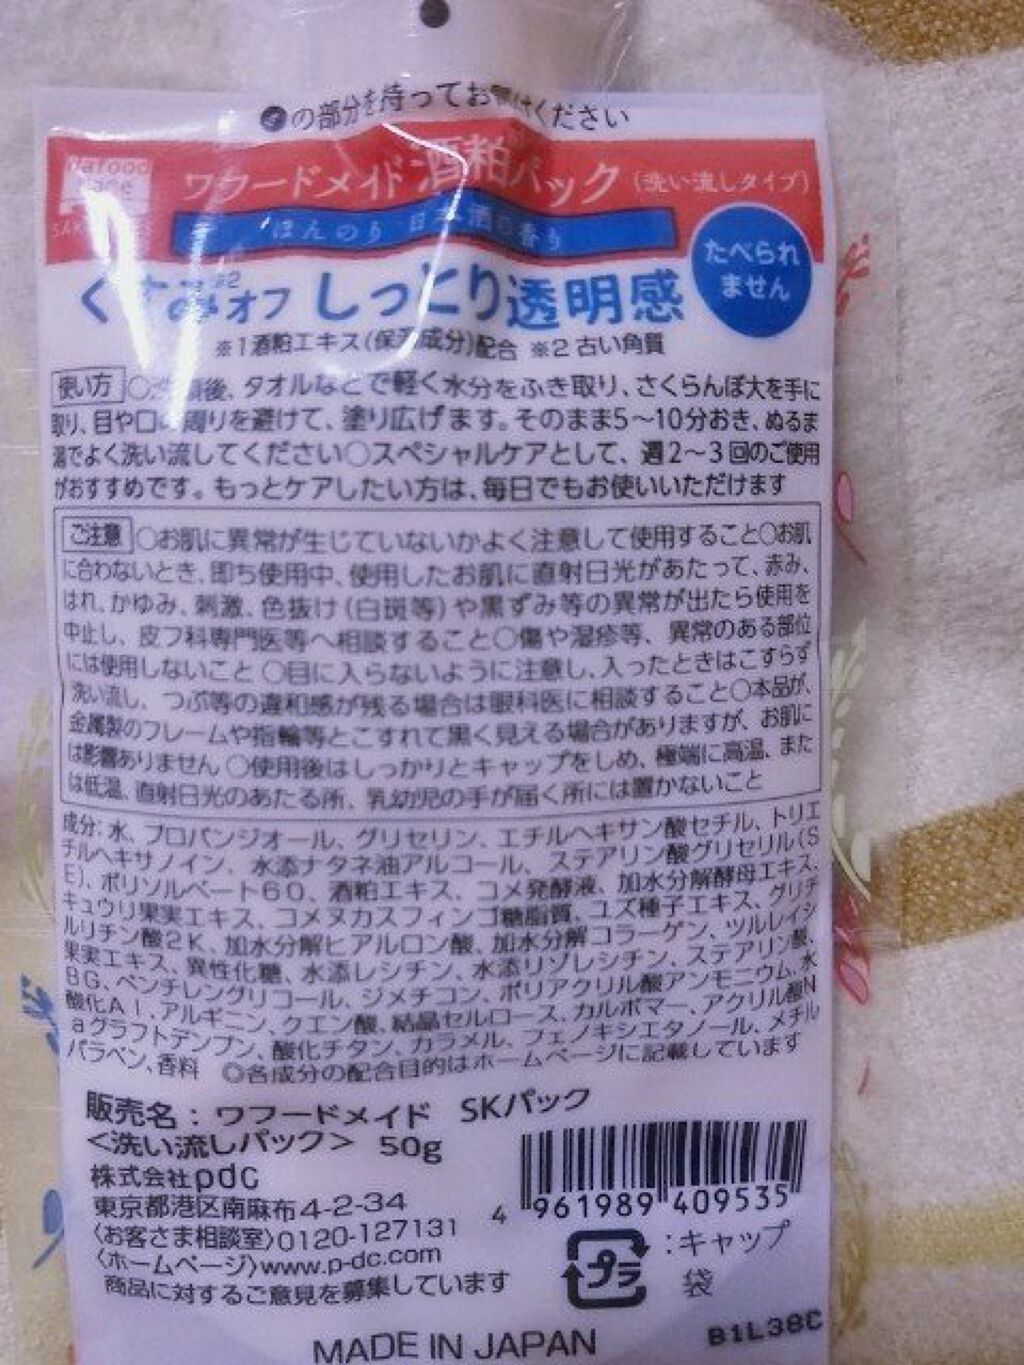 Sの部分を持ってお開けください
Wafood
made
ワフードメイド 酒粕パック (洗い流しタイプ)
ほんのり 日本酒の香り
たべられ
ません
くすみ※2オフ しっとり透明感
※1酒粕エキス(保湿成分)配合 ※2古い角質
使い方 ○洗顔後、タオルなどで軽く水分をふき取り、さくらんぼ大を手に
取り、目や口の周りを避けて、塗り広げます。そのまま5〜10分おき、ぬるま
湯でよく洗い流してください○スペシャルケアとして、週2〜3回のご使用
がおすすめです。もっとケアしたい方は、毎日でもお使いいただけます
ご注意 ○お肌に異常が生じていないかよく注意して使用すること○お肌
に合わないとき、即ち使用中、使用したお肌に直射日光があたって、赤み、
はれ、かゆみ、刺激、色抜け(白斑等)や黒ずみ等の異常が出たら使用を
中止し、皮フ科専門医等へ相談すること○傷や湿疹等、異常のある部位
には使用しないこと ○目に入らないように注意し、入ったときはこすらず
洗い流し、つぶ等の違和感が残る場合は眼科医に相談すること○本品が、
金属製のフレームや指輪等とこすれて黒く見える場合がありますが、お肌に
は影響ありません ○使用後はしっかりとキャップをしめ、極端に高温、また
は低温、直射日光のあたる所、乳幼児の手が届く所には置かないこと
成分:水、プロパンジオール、グリセリン、エチルヘキサン酸セチル、トリエ
チルヘキサノイン、水添ナタネ油アルコール、ステアリン酸グリセリル(S
E)、ポリソルベート60、酒粕エキス、コメ発酵液、加水分解酵母エキス、
キュウリ果実エキス、コメヌカスフィンゴ糖脂質、ユズ種子エキス、グリチ
ルリチン酸2K、加水分解ヒアルロン酸、加水分解コラーゲン、ツルレイシ
果実エキス、異性化糖、水添レシチン、水添リゾレシチン、ステアリン酸、
BG、ペンチレングリコール、ジメチコン、ポリアクリル酸アンモニウム、水
酸化Al、アルギニン、クエン酸、結晶セルロース、カルボマー、アクリル酸N
aグラフトデンプン、酸化チタン、カラメル、フェノキシエタノール、メチル
パラベン、香料 ◎各成分の配合目的はホームページに記載しています
販売名:ワフードメイド SKパック
<洗い流しパック> 50g
株式会社pdc
東京都港区南麻布4-2-34
〈お客さま相談室〉0120-127131
〈ホームページ〉www.p-dc.com
商品に対するご意見を募集しています
4 961989 409535
プラ :キャップ
袋
MADE IN JAPAN
B1L38C